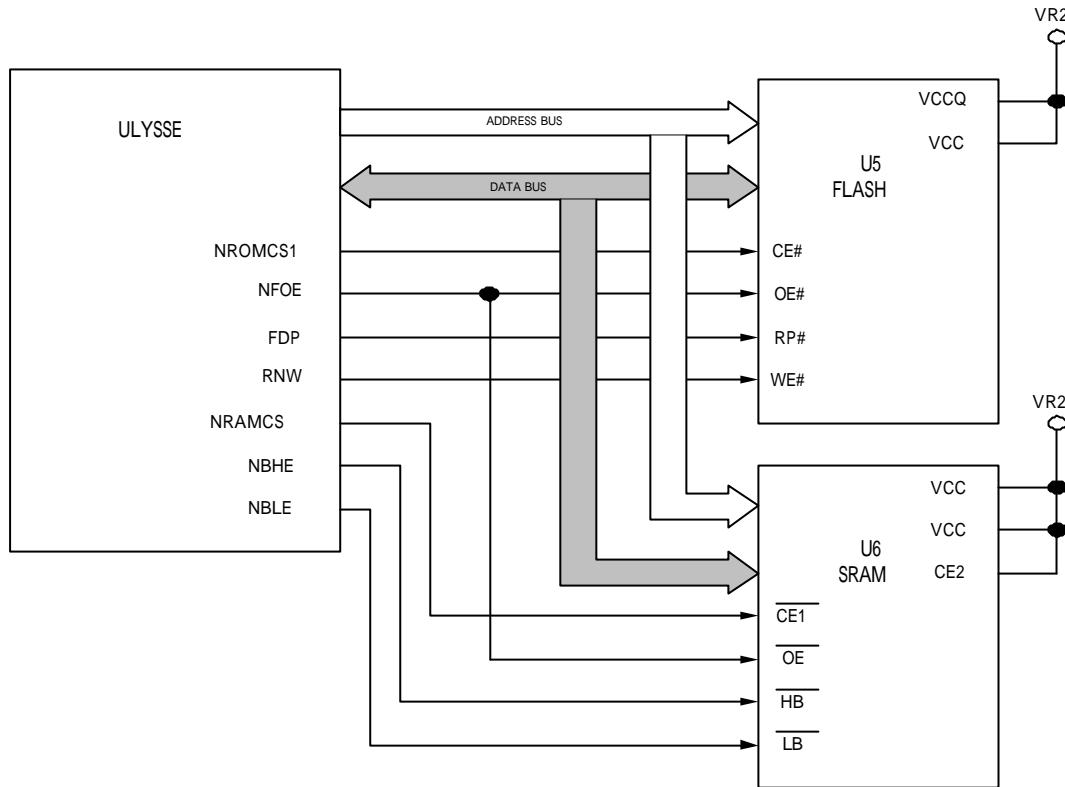 VR2
ULYSSE
ADDRESS BUS
DATA BUS
NROMCS1
NFOE
FDP
RNW
NRAMCS
NBHE
NBLE
VCCQ
VCC
U5
FLASH
CE#
OE#
RP#
WE#
VR2
VCC
VCC
CE2
U6
SRAM
CE1
OE
HB
LB